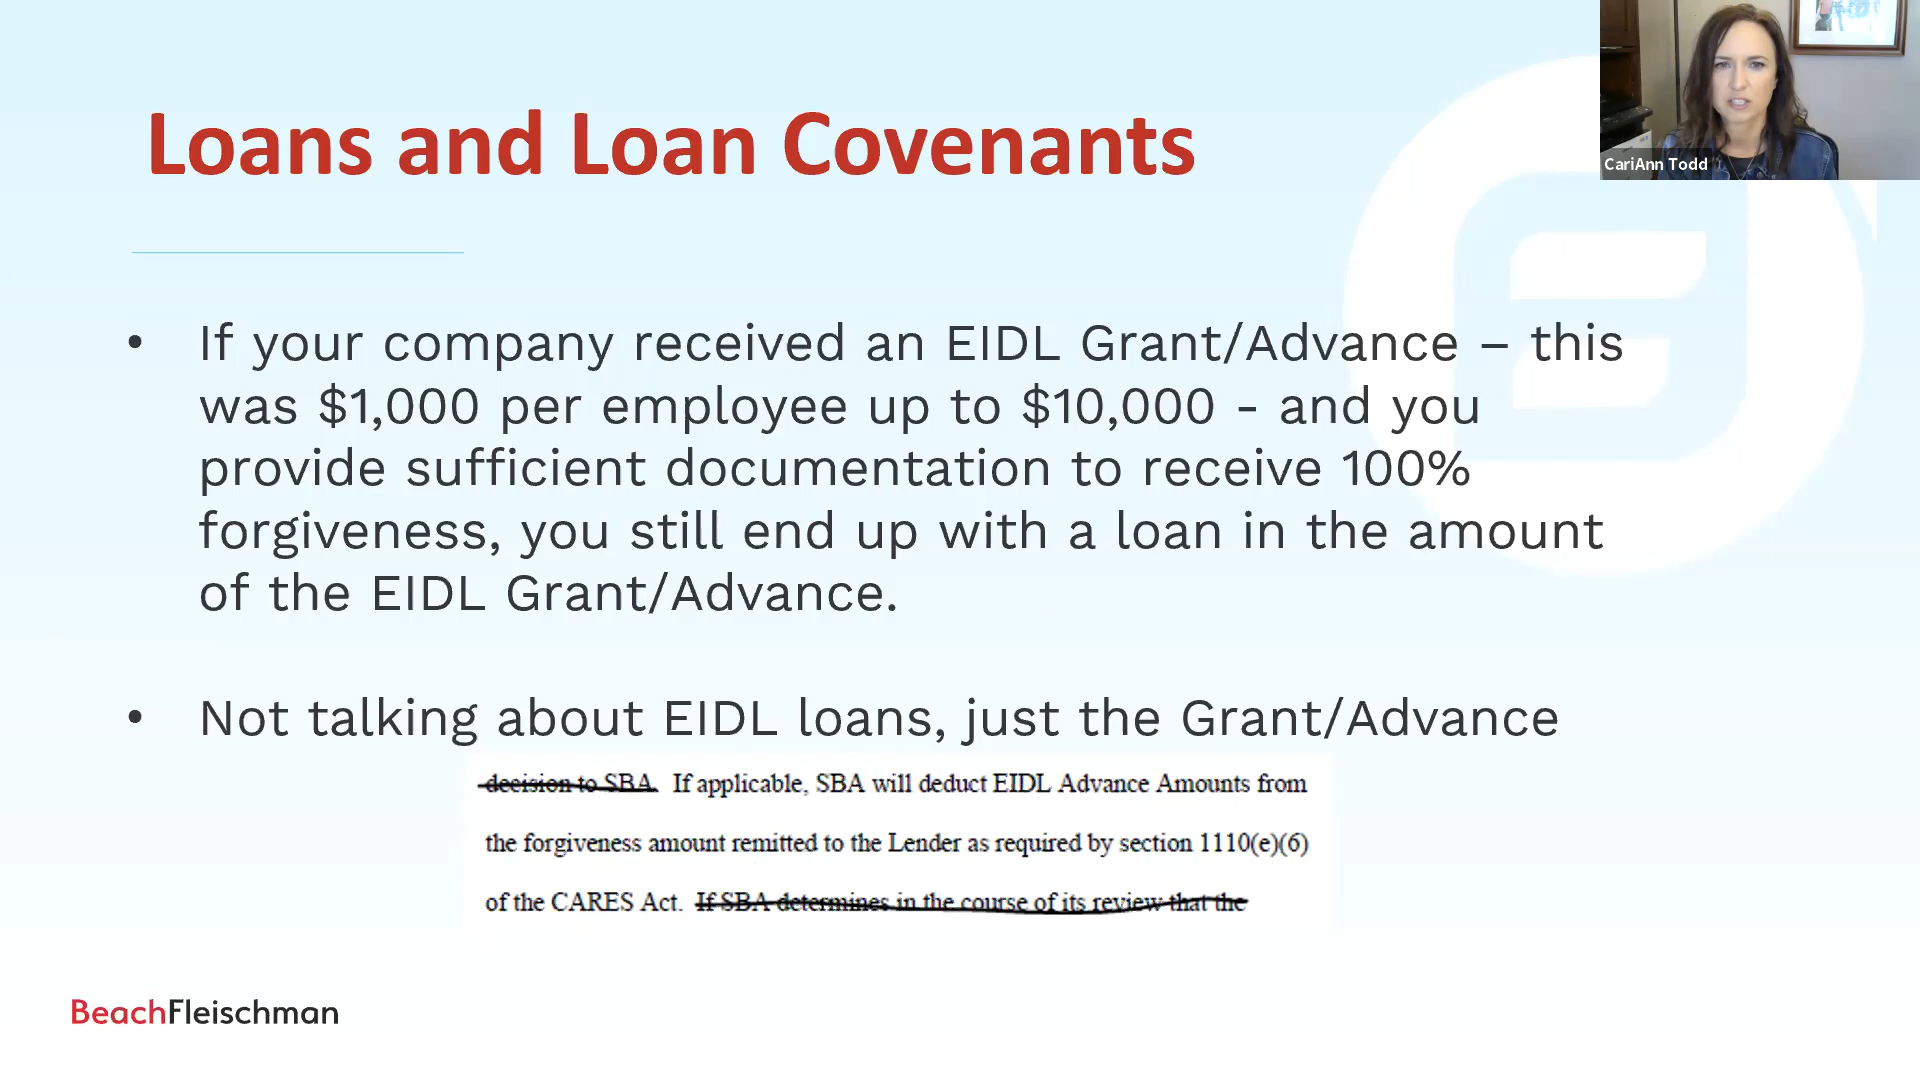 Loans and Loan Covenants
CariAnn Todd
• If your company received an EIDL Grant/Advance – this
was $1,000 per employee up to $10,000 - and you
provide sufficient documentation to receive 100%
forgiveness, you still end up with a loan in the amount
of the EIDL Grant/Advance.
• Not talking about EIDL loans, just the Grant/Advance
decision to SBA. If applicable, SBA will deduct EIDL Advance Amounts from
the forgiveness amount remitted to the Lender as required by section 1110(e)(6)
of the CARES Act. If SBA determines in the course of its review that the
BeachFleischman